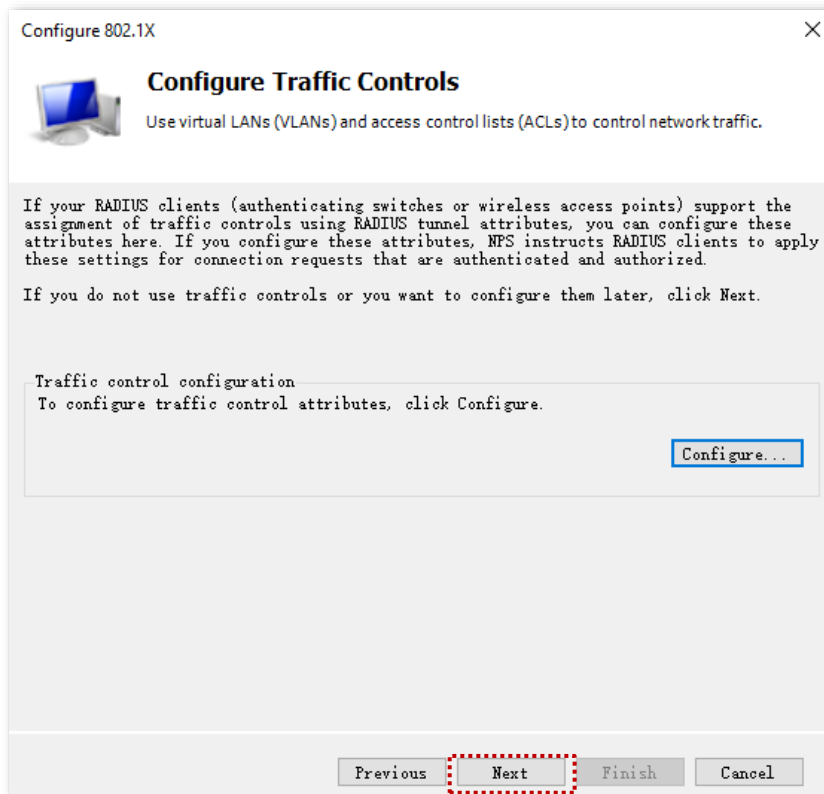 Configure 802.1X
Configure Traffic Controls
Use virtual LANs (VLANs) and access control lists (ACLs) to control network traffic.
If your RADIUS clients (authenticating switches or wireless access points) support the
assignment of traffic controls using RADIUS tunnel attributes, you can configure these
attributes here. If you configure these attributes, NPS instructs RADIUS clients to apply
these settings for connection requests that are authenticated and authorized.
If you do not use traffic controls or you want to configure them later, click Next.
Traffic control configuration
To configure traffic control attributes, click Configure.
Configure...
Previous Next Finish Cancel